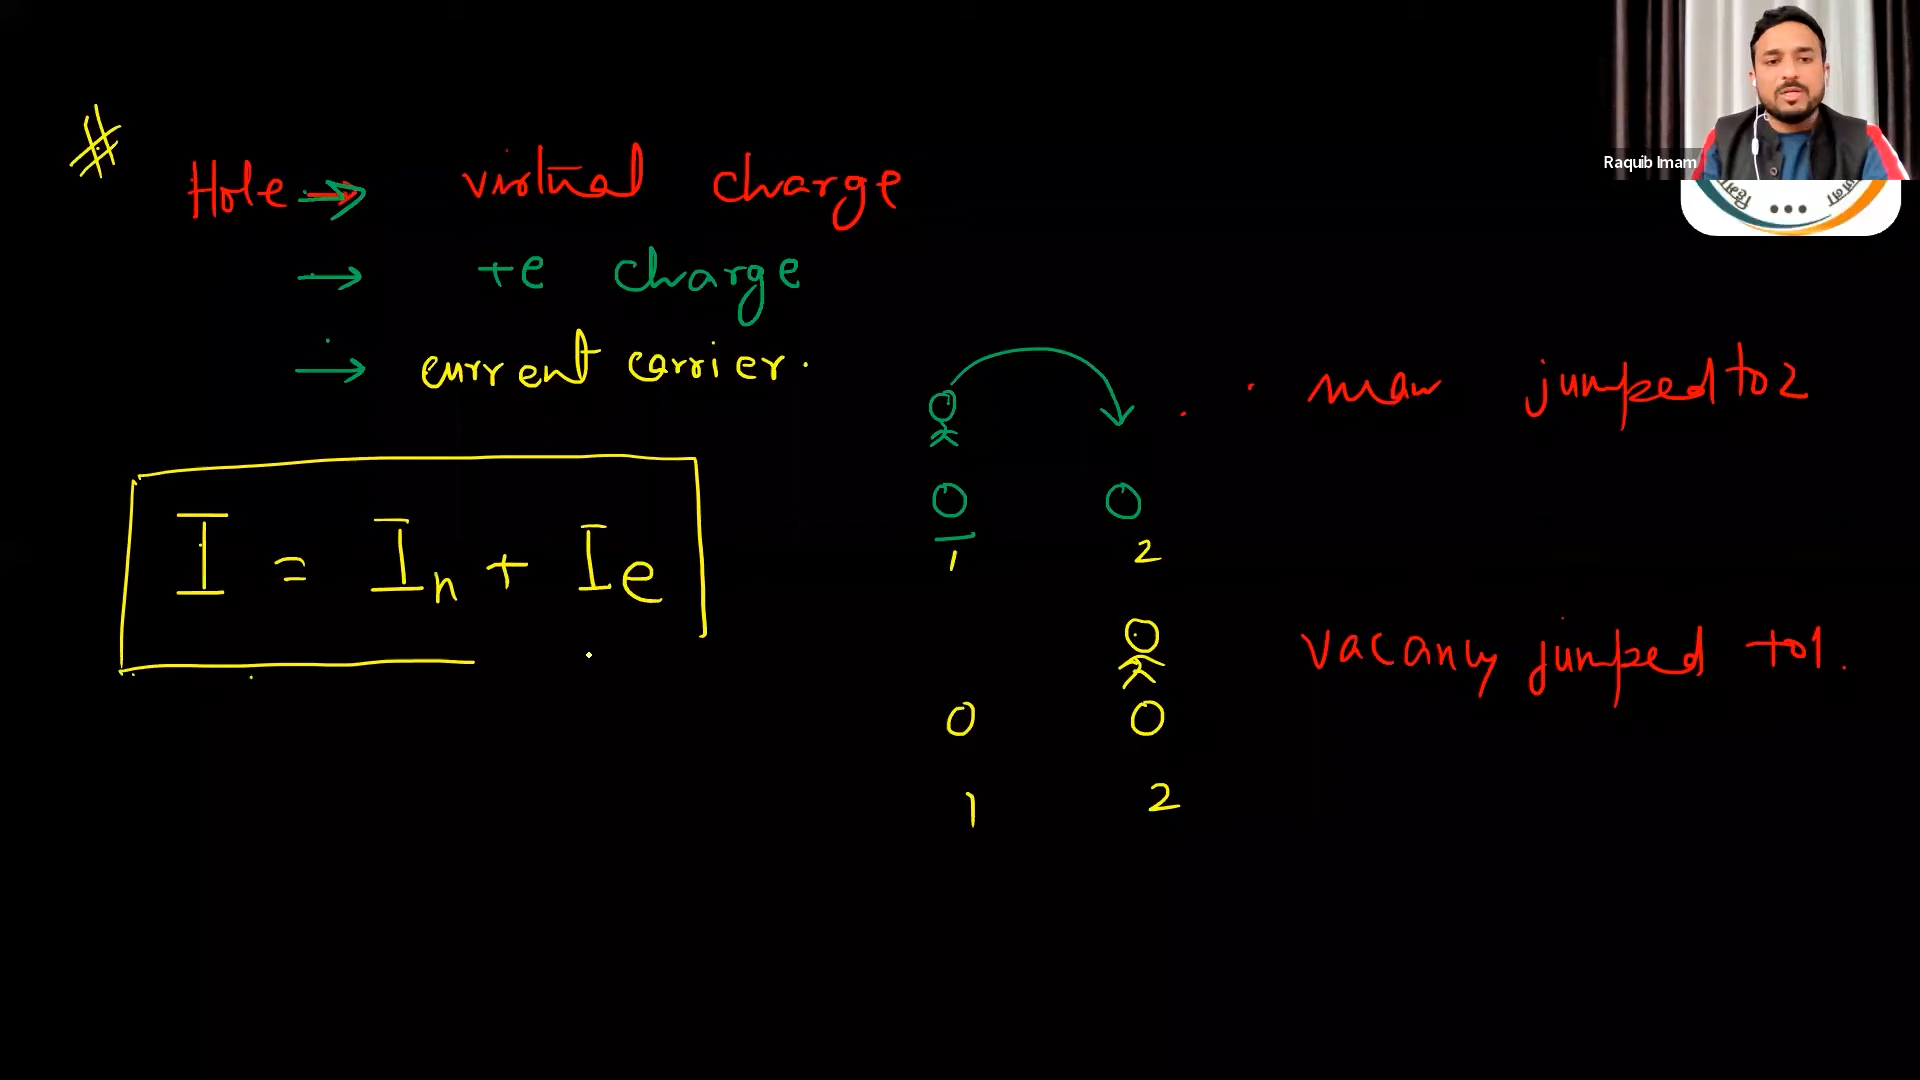 #
Hole → virtual charge
→ +e charge
→ current carrier.
I = Ih + Ie
1 2
man jumped to 2
1 2
vacancy jumped to 1.
Raquib Imam